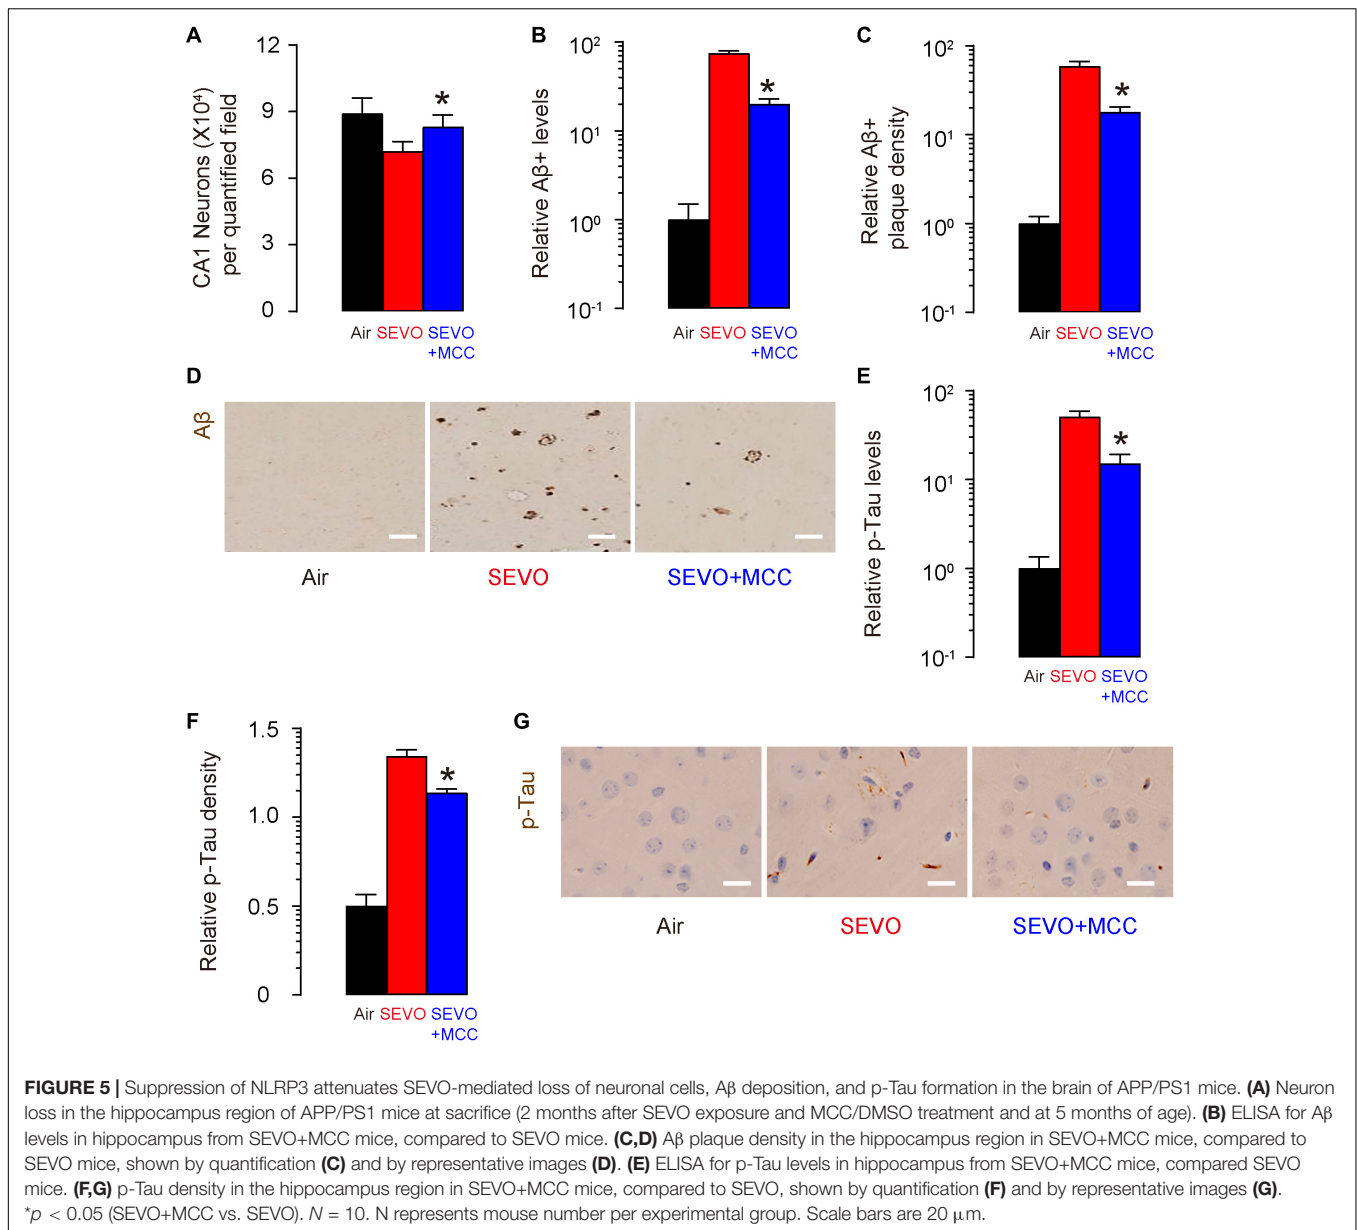 A
12
9
6
3
0
CA1 Neurons (X10⁴)
per quantified field
*
Air SEVO SEVO
+MCC
B
10²
10¹
10⁰
10⁻¹
Relative Aβ+ levels
*
Air SEVO SEVO
+MCC
C
10²
10¹
10⁰
10⁻¹
Relative Aβ+
plaque density
*
Air SEVO SEVO
+MCC
D
Aβ
Air
SEVO
SEVO+MCC
E
10²
10¹
10⁰
10⁻¹
Relative p-Tau levels
*
Air SEVO SEVO
+MCC
F
1.5
1.0
0.5
0
Relative p-Tau density
*
Air SEVO SEVO
+MCC
G
p-Tau
Air
SEVO
SEVO+MCC
FIGURE 5 | Suppression of NLRP3 attenuates SEVO-mediated loss of neuronal cells, Aβ deposition, and p-Tau formation in the brain of APP/PS1 mice. (A) Neuron
loss in the hippocampus region of APP/PS1 mice at sacrifice (2 months after SEVO exposure and MCC/DMSO treatment and at 5 months of age). (B) ELISA for Aβ
levels in hippocampus from SEVO+MCC mice, compared to SEVO mice. (C,D) Aβ plaque density in the hippocampus region in SEVO+MCC mice, compared to
SEVO mice, shown by quantification (C) and by representative images (D). (E) ELISA for p-Tau levels in hippocampus from SEVO+MCC mice, compared SEVO
mice. (F,G) p-Tau density in the hippocampus region in SEVO+MCC mice, compared to SEVO, shown by quantification (F) and by representative images (G).
*p < 0.05 (SEVO+MCC vs. SEVO). N = 10. N represents mouse number per experimental group. Scale bars are 20 μm.